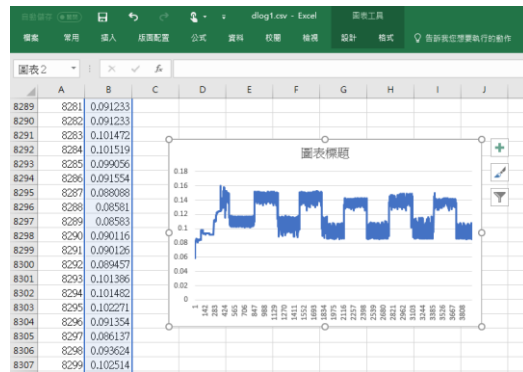 dlog1.csv - Excel 圖表工具
檔案 常用 插入 版面配置 公式 資料 校閱 檢視 設計 格式 告訴我您想要執行的動作
圖表2 fx
A B C D E F G H I J
8289 8281 0.091233
8290 8282 0.091233
8291 8283 0.101472
8292 8284 0.101519
8293 8285 0.099056
8294 8286 0.091554
8295 8287 0.088088
8296 8288 0.08581
8297 8289 0.08583
8298 8290 0.090116
8299 8291 0.090126
8300 8292 0.089457
8301 8293 0.101386
8302 8294 0.101482
8303 8295 0.102271
8304 8296 0.091354
8305 8297 0.086137
8306 8298 0.093624
8307 8299 0.102514
圖表標題
0.18
0.16
0.14
0.12
0.1
0.08
0.06
0.04
0.02
0
1 142 283 424 565 706 847 988 1129 1270 1411 1552 1693 1834 1975 2116 2257 2398 2539 2680 2821 2962 3103 3244 3385 3526 3667 3808